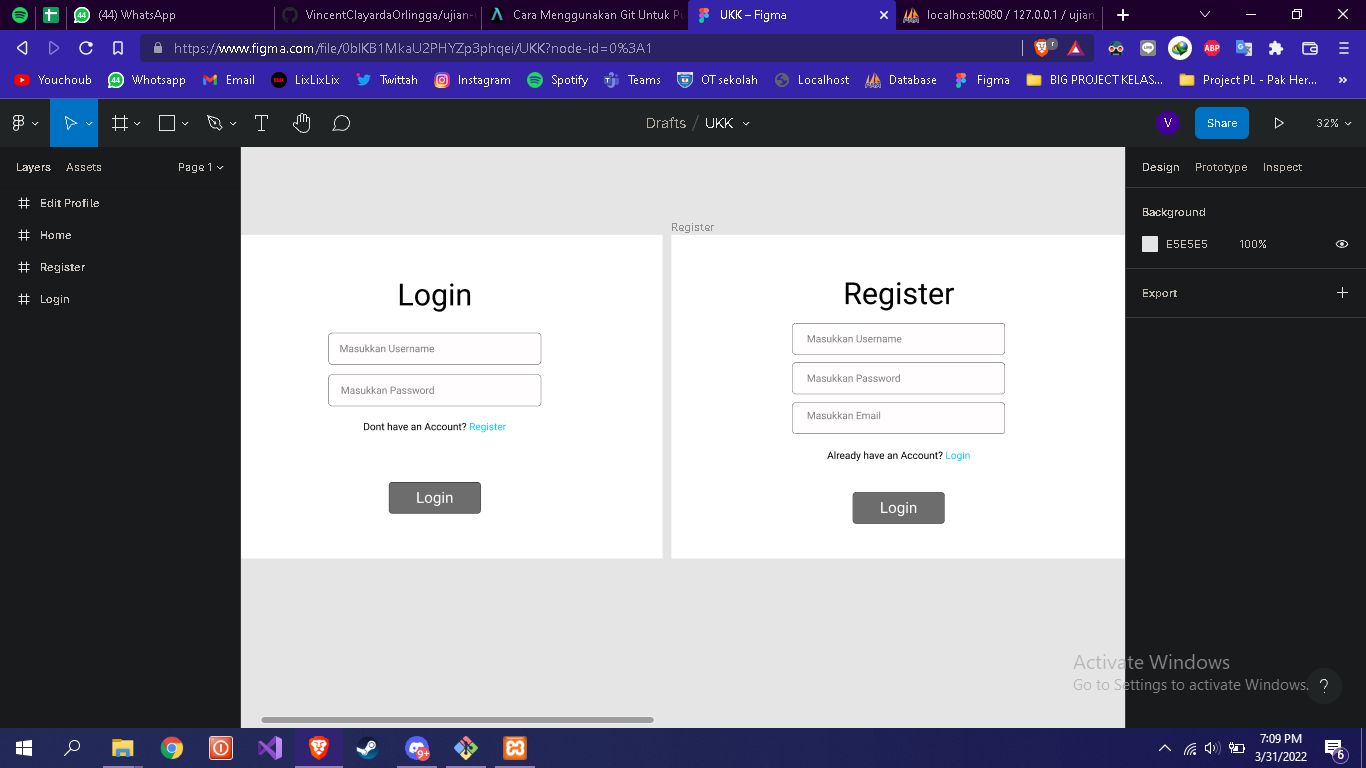 (44) WhatsApp
VincentClayardaOrlingga/ujian-
Cara Menggunakan Git Untuk Pu
UKK – Figma
localhost:8080 / 127.0.0.1 / ujian_
https://www.figma.com/file/0blKB1MkaU2PHYZp3phqei/UKK?node-id=0%3A1
Youchoub
Whotsapp
Email
LixLixLix
Twittah
Instagram
Spotify
Teams
OT sekolah
Localhost
Database
Figma
BIG PROJECT KELAS...
Project PL - Pak Her...
Drafts / UKK
V
Share
32%
Layers
Assets
Page 1
Edit Profile
Home
Register
Login
Login
Masukkan Username
Masukkan Password
Dont have an Account? Register
Login
Register
Register
Masukkan Username
Masukkan Password
Masukkan Email
Already have an Account? Login
Login
Design
Prototype
Inspect
Background
E5E5E5
100%
Export
Activate Windows
Go to Settings to activate Windows.
?
9+
7:09 PM
3/31/2022
6